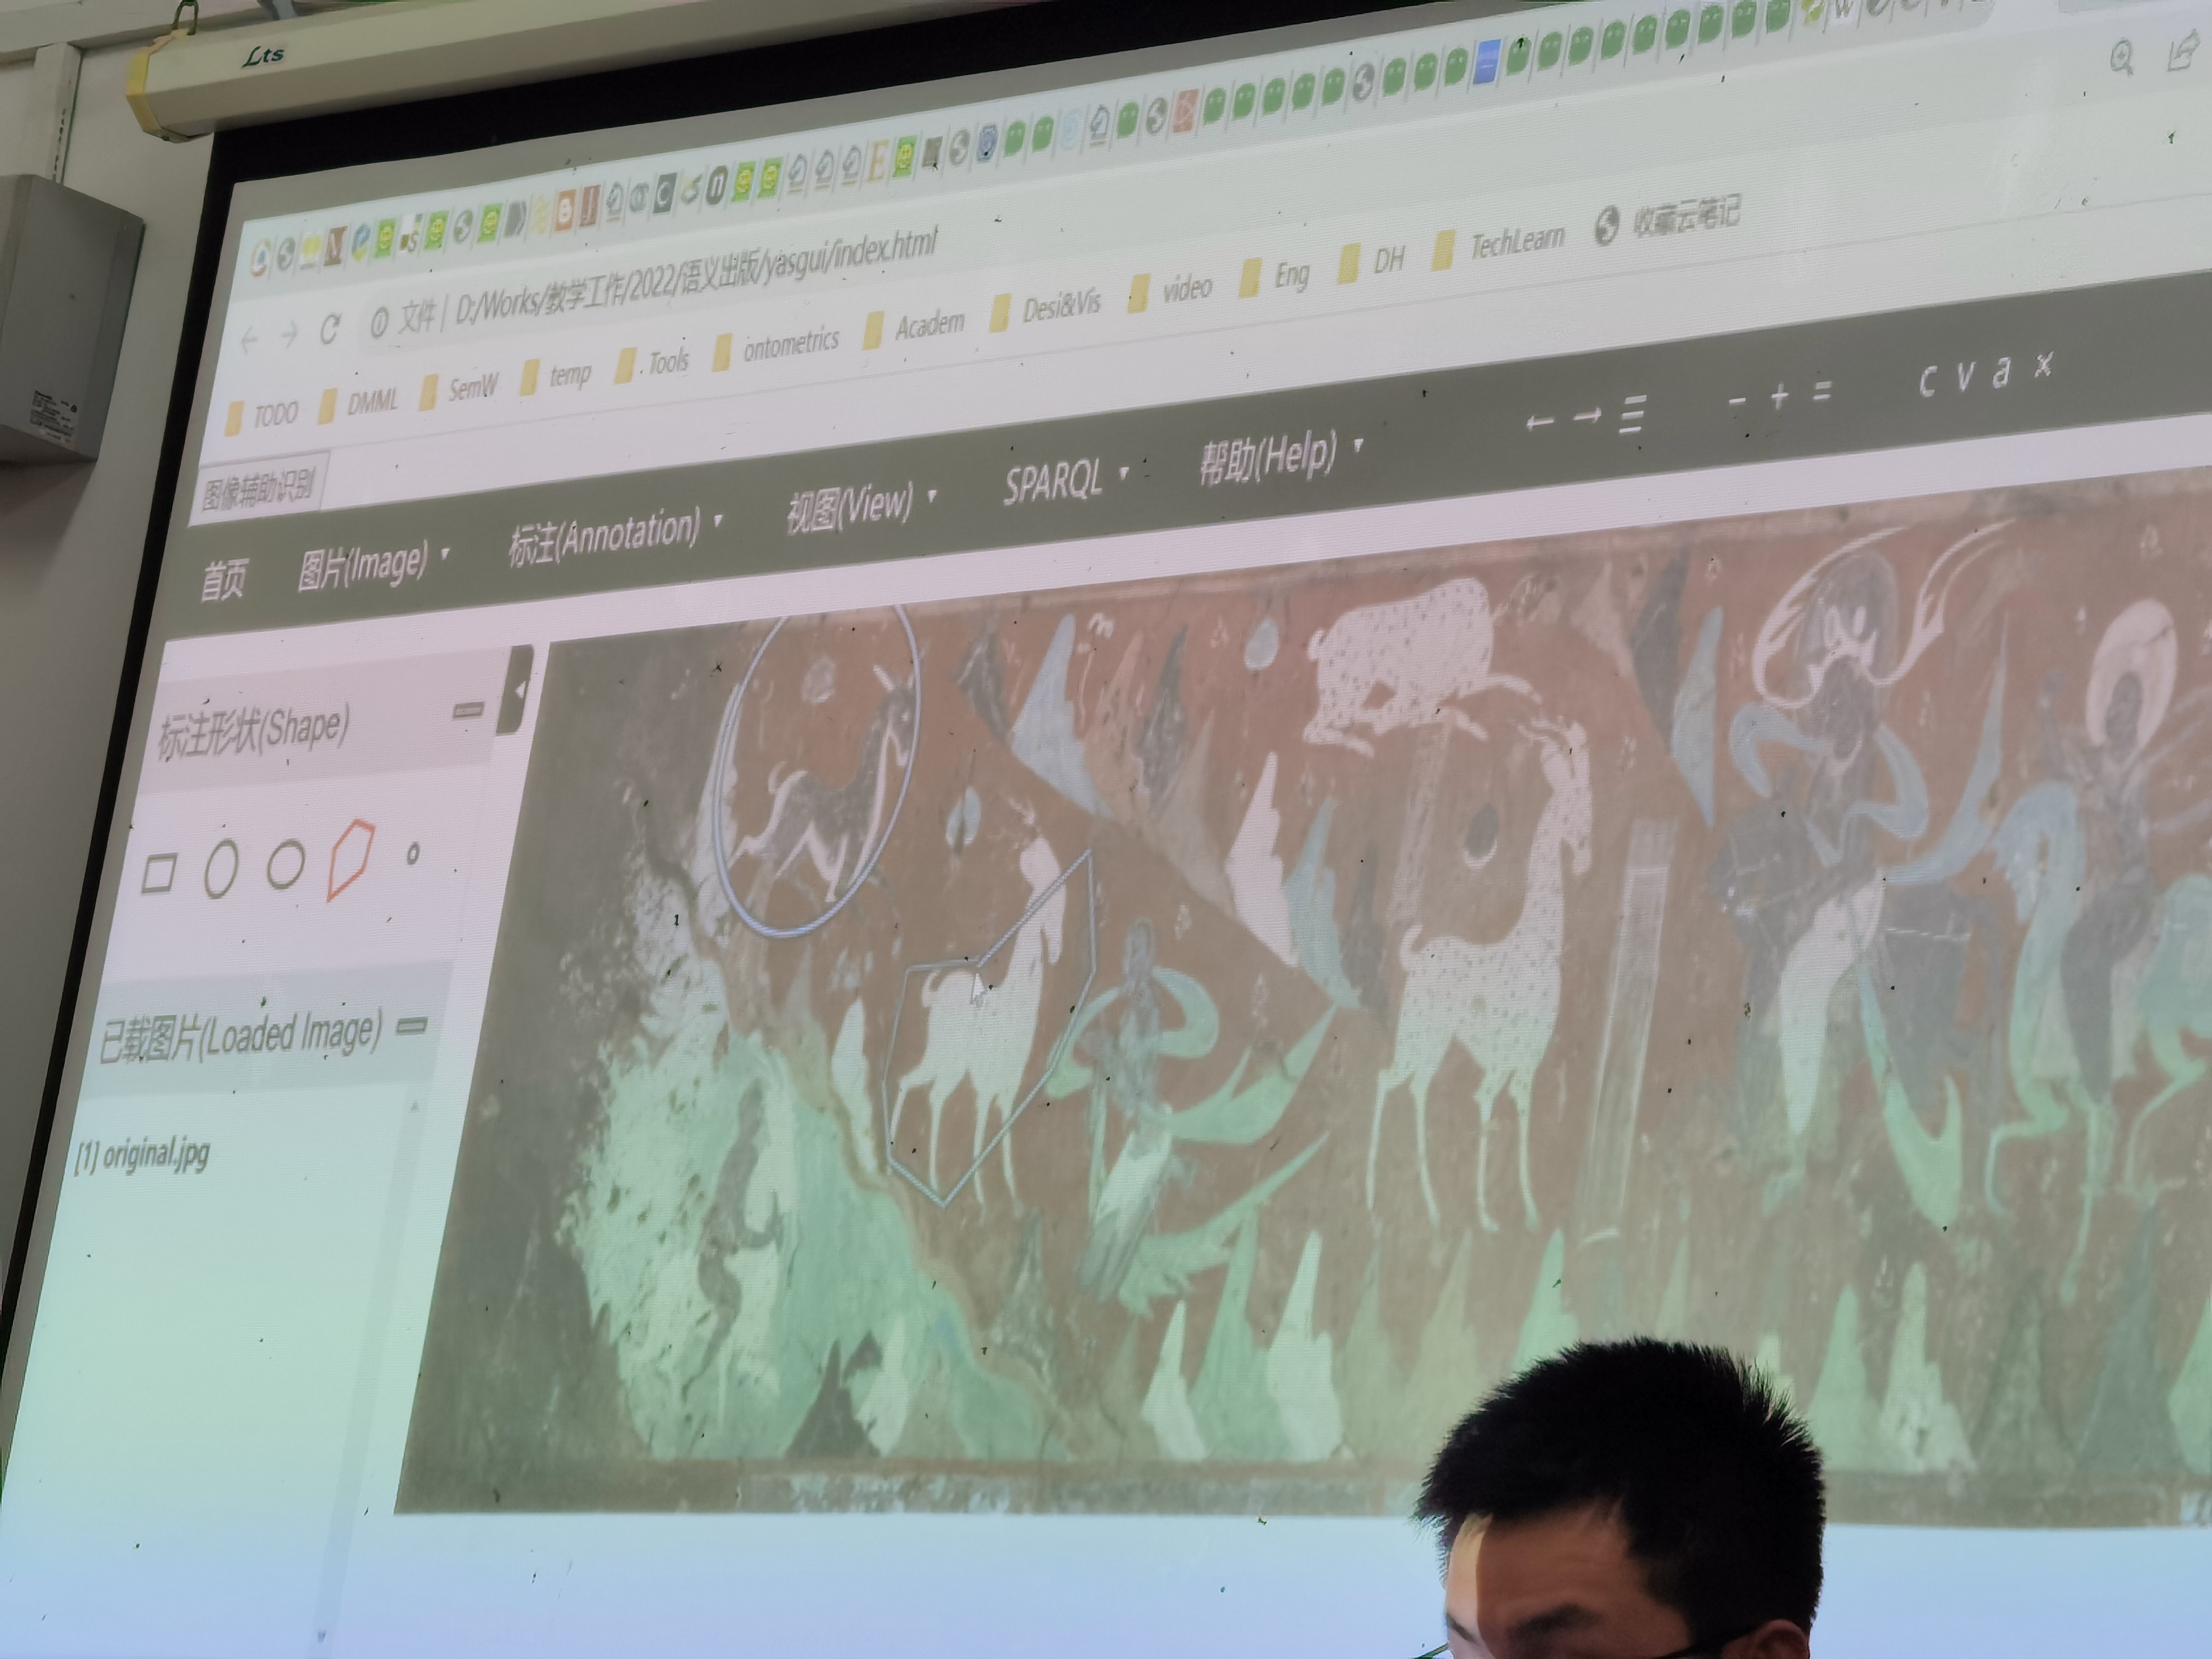 Lts
文件 | D:/Works/教学工作/2022/语义出版/yasgui/index.html
TODO DMML SemW temp . Tools ontometrics Academ Desi&Vis video Eng DH TechLearn 收藏云笔记
图像辅助识别
首页 图片(Image) ▾ 标注(Annotation) ▾ 视图(View) ▾ SPARQL ▾ 帮助(Help) ▾ ← → ☰ - + = c v a x
标注形状(Shape)
已载图片(Loaded Image)
[1] original.jpg